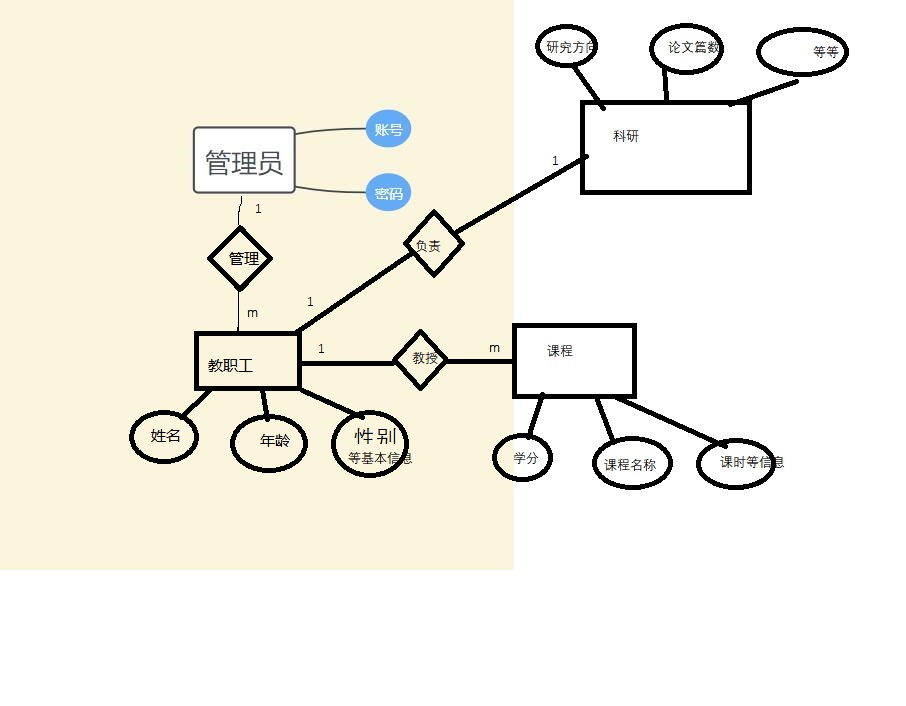 研究方向
论文篇数
等等
科研
账号
管理员
密码
1
1
管理
负责
1
m
1
教授
m
课程
教职工
姓名
年龄
性别
等基本信息
学分
课程名称
课时等信息